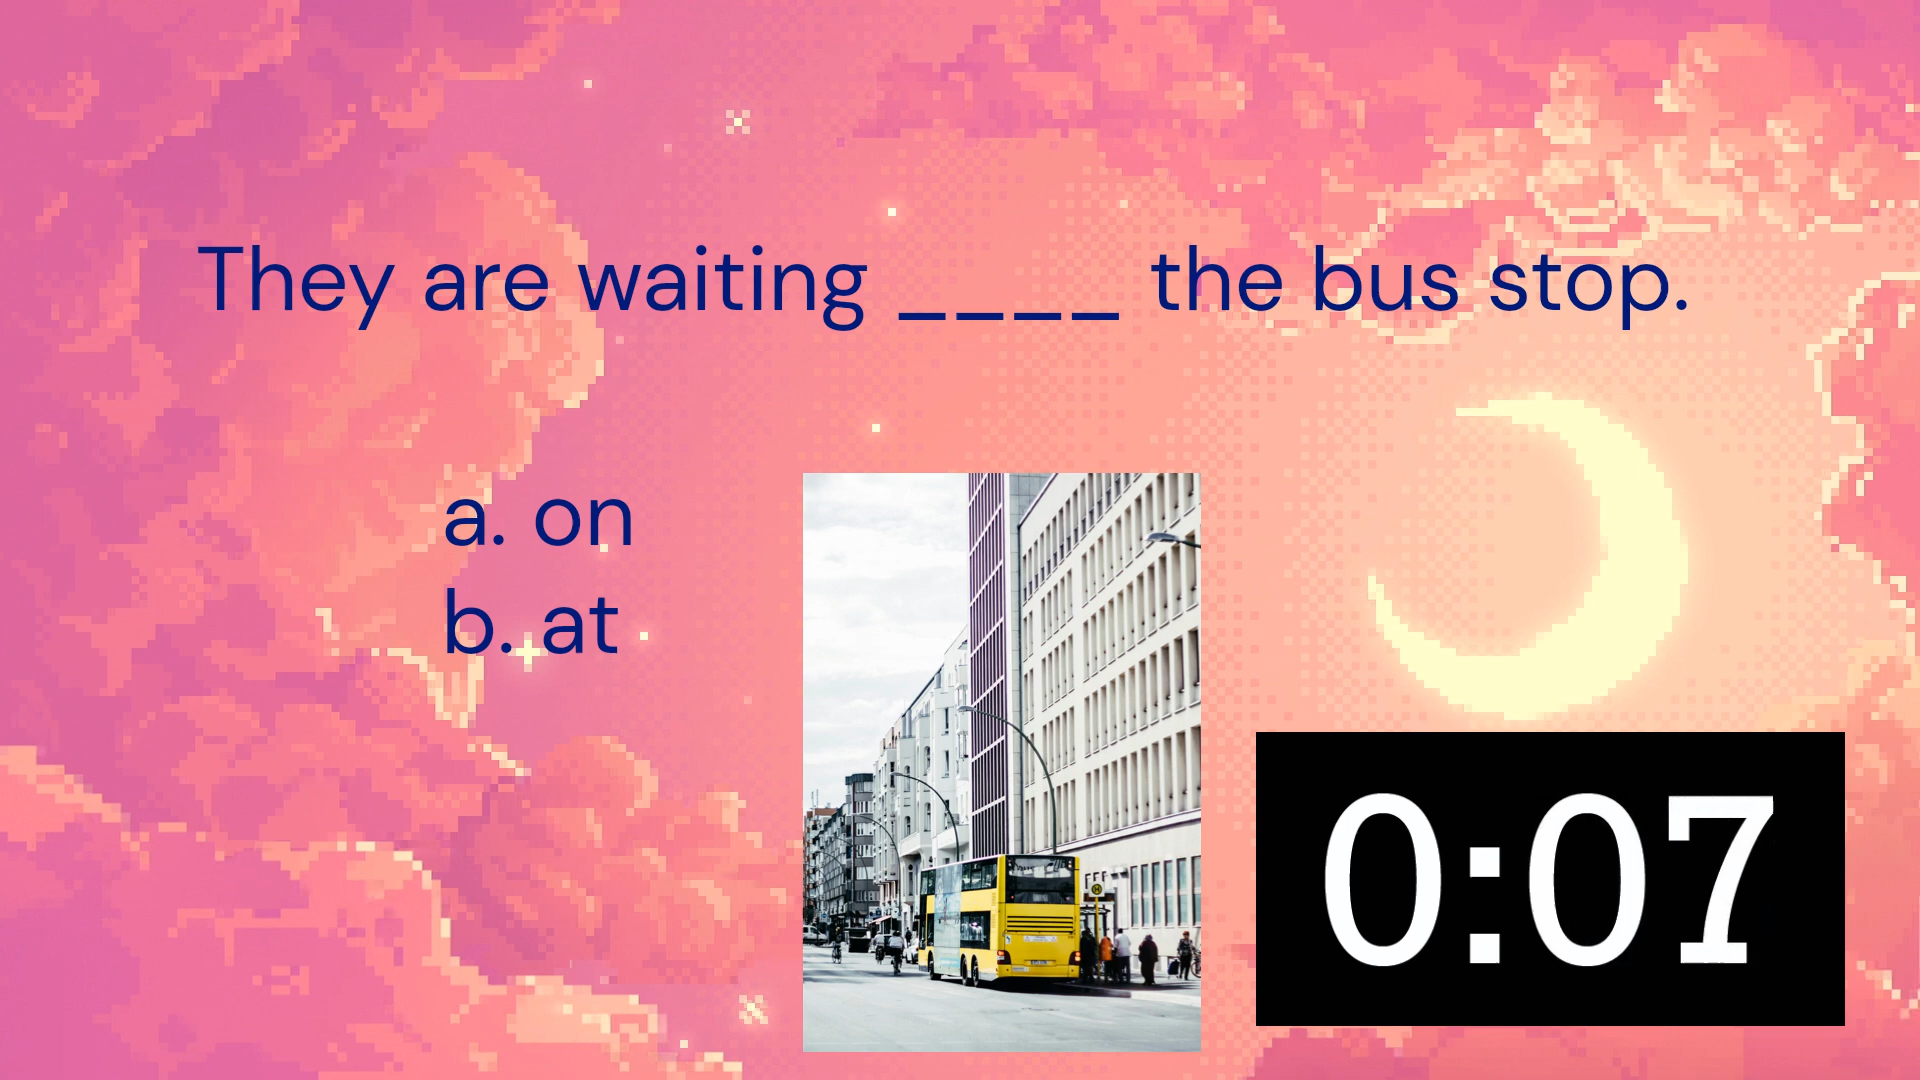 They are waiting ____ the bus stop.
a. on
b. at
0:07